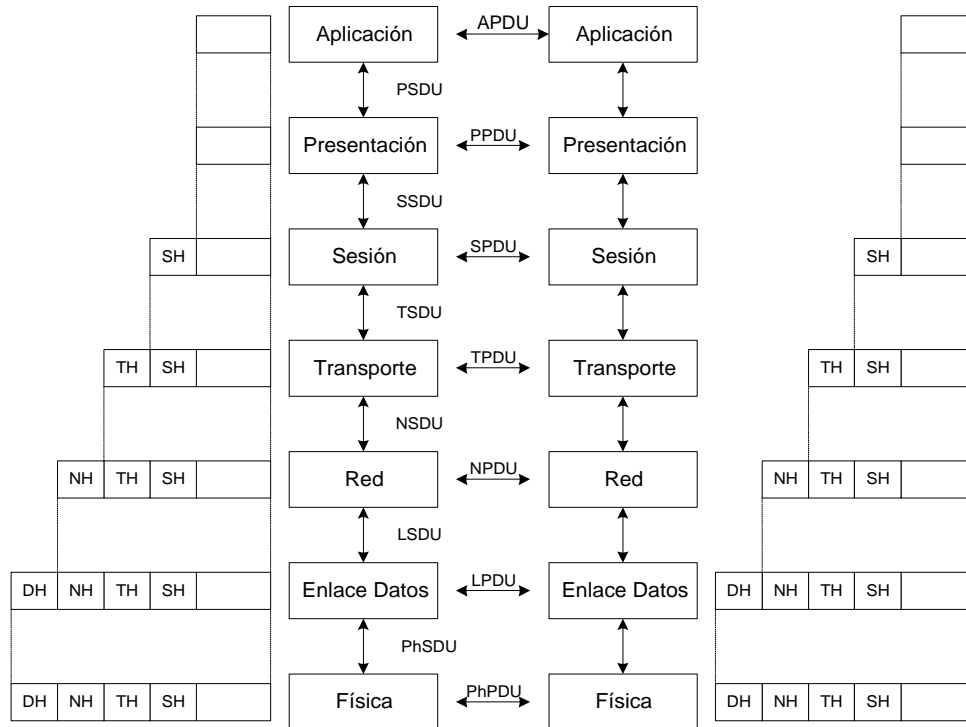 Aplicación APDU Aplicación
PSDU
Presentación PPDU Presentación
SSDU
SH Sesión SPDU Sesión SH
TSDU
TH SH Transporte TPDU Transporte TH SH
NSDU
NH TH SH Red NPDU Red NH TH SH
LSDU
DH NH TH SH Enlace Datos LPDU Enlace Datos DH NH TH SH
PhSDU
DH NH TH SH Física PhPDU Física DH NH TH SH